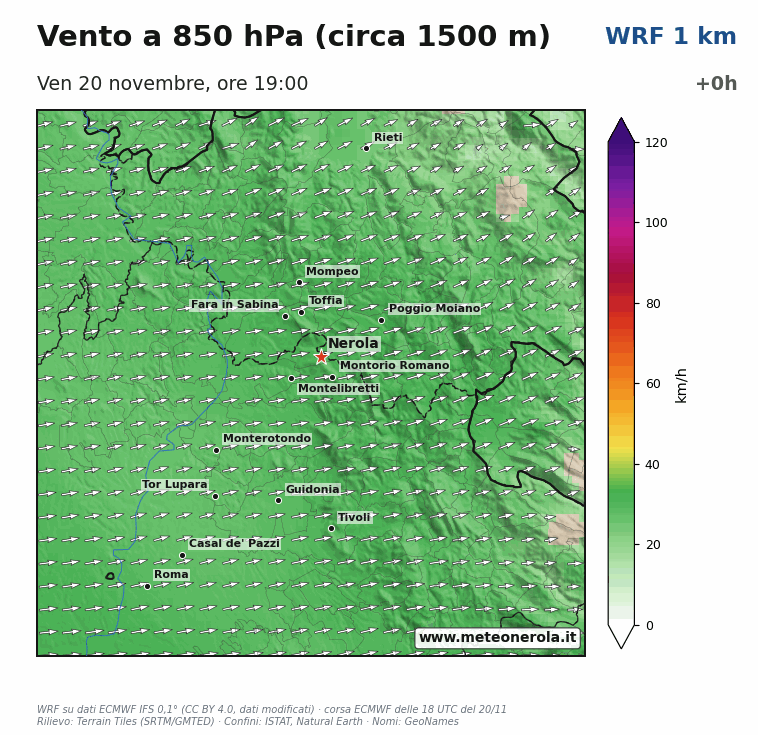 Vento a 850 hPa (circa 1500 m)
WRF 1 km
Ven 20 novembre, ore 19:00
+0h
Rieti
Mompeo
Fara in Sabina
Toffia
Poggio Moiano
Nerola
Montorio Romano
Montelibretti
Monterotondo
Tor Lupara
Guidonia
Tivoli
Casal de' Pazzi
Roma
www.meteonerola.it
120
100
80
60
40
20
0
km/h
WRF su dati ECMWF IFS 0,1° (CC BY 4.0, dati modificati) · corsa ECMWF delle 18 UTC del 20/11
Rilievo: Terrain Tiles (SRTM/GMTED) · Confini: ISTAT, Natural Earth · Nomi: GeoNames